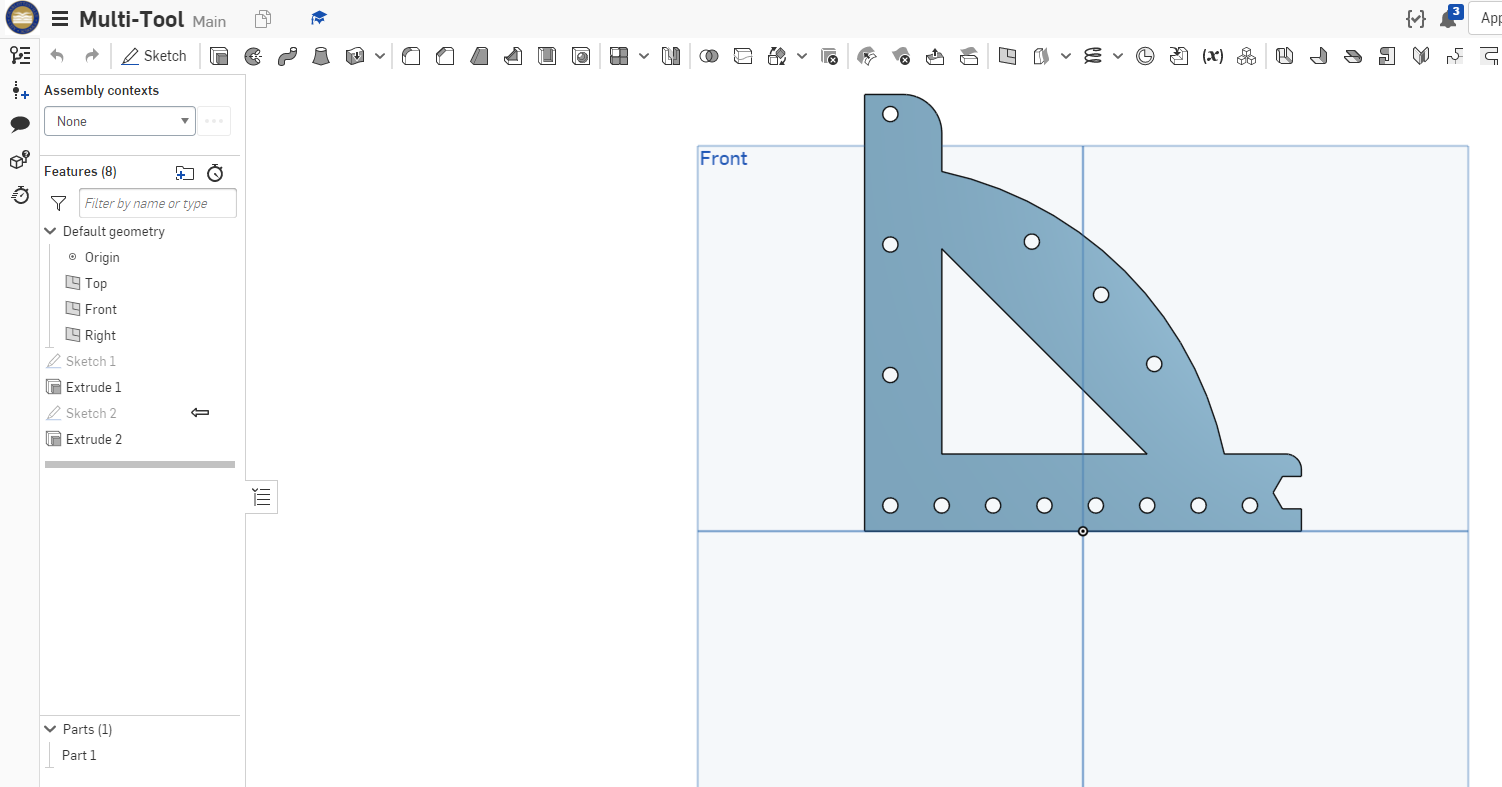 Multi-Tool Main
3
App
Sketch
(x)
Assembly contexts
None
Features (8)
Filter by name or type
Default geometry
Origin
Top
Front
Right
Sketch 1
Extrude 1
Sketch 2
Extrude 2
Parts (1)
Part 1
Front